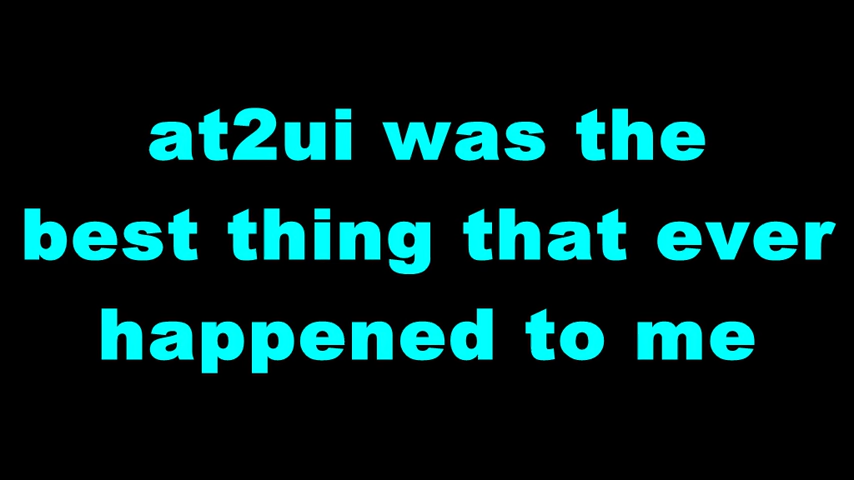 at2ui was the
best thing that ever
happened to me